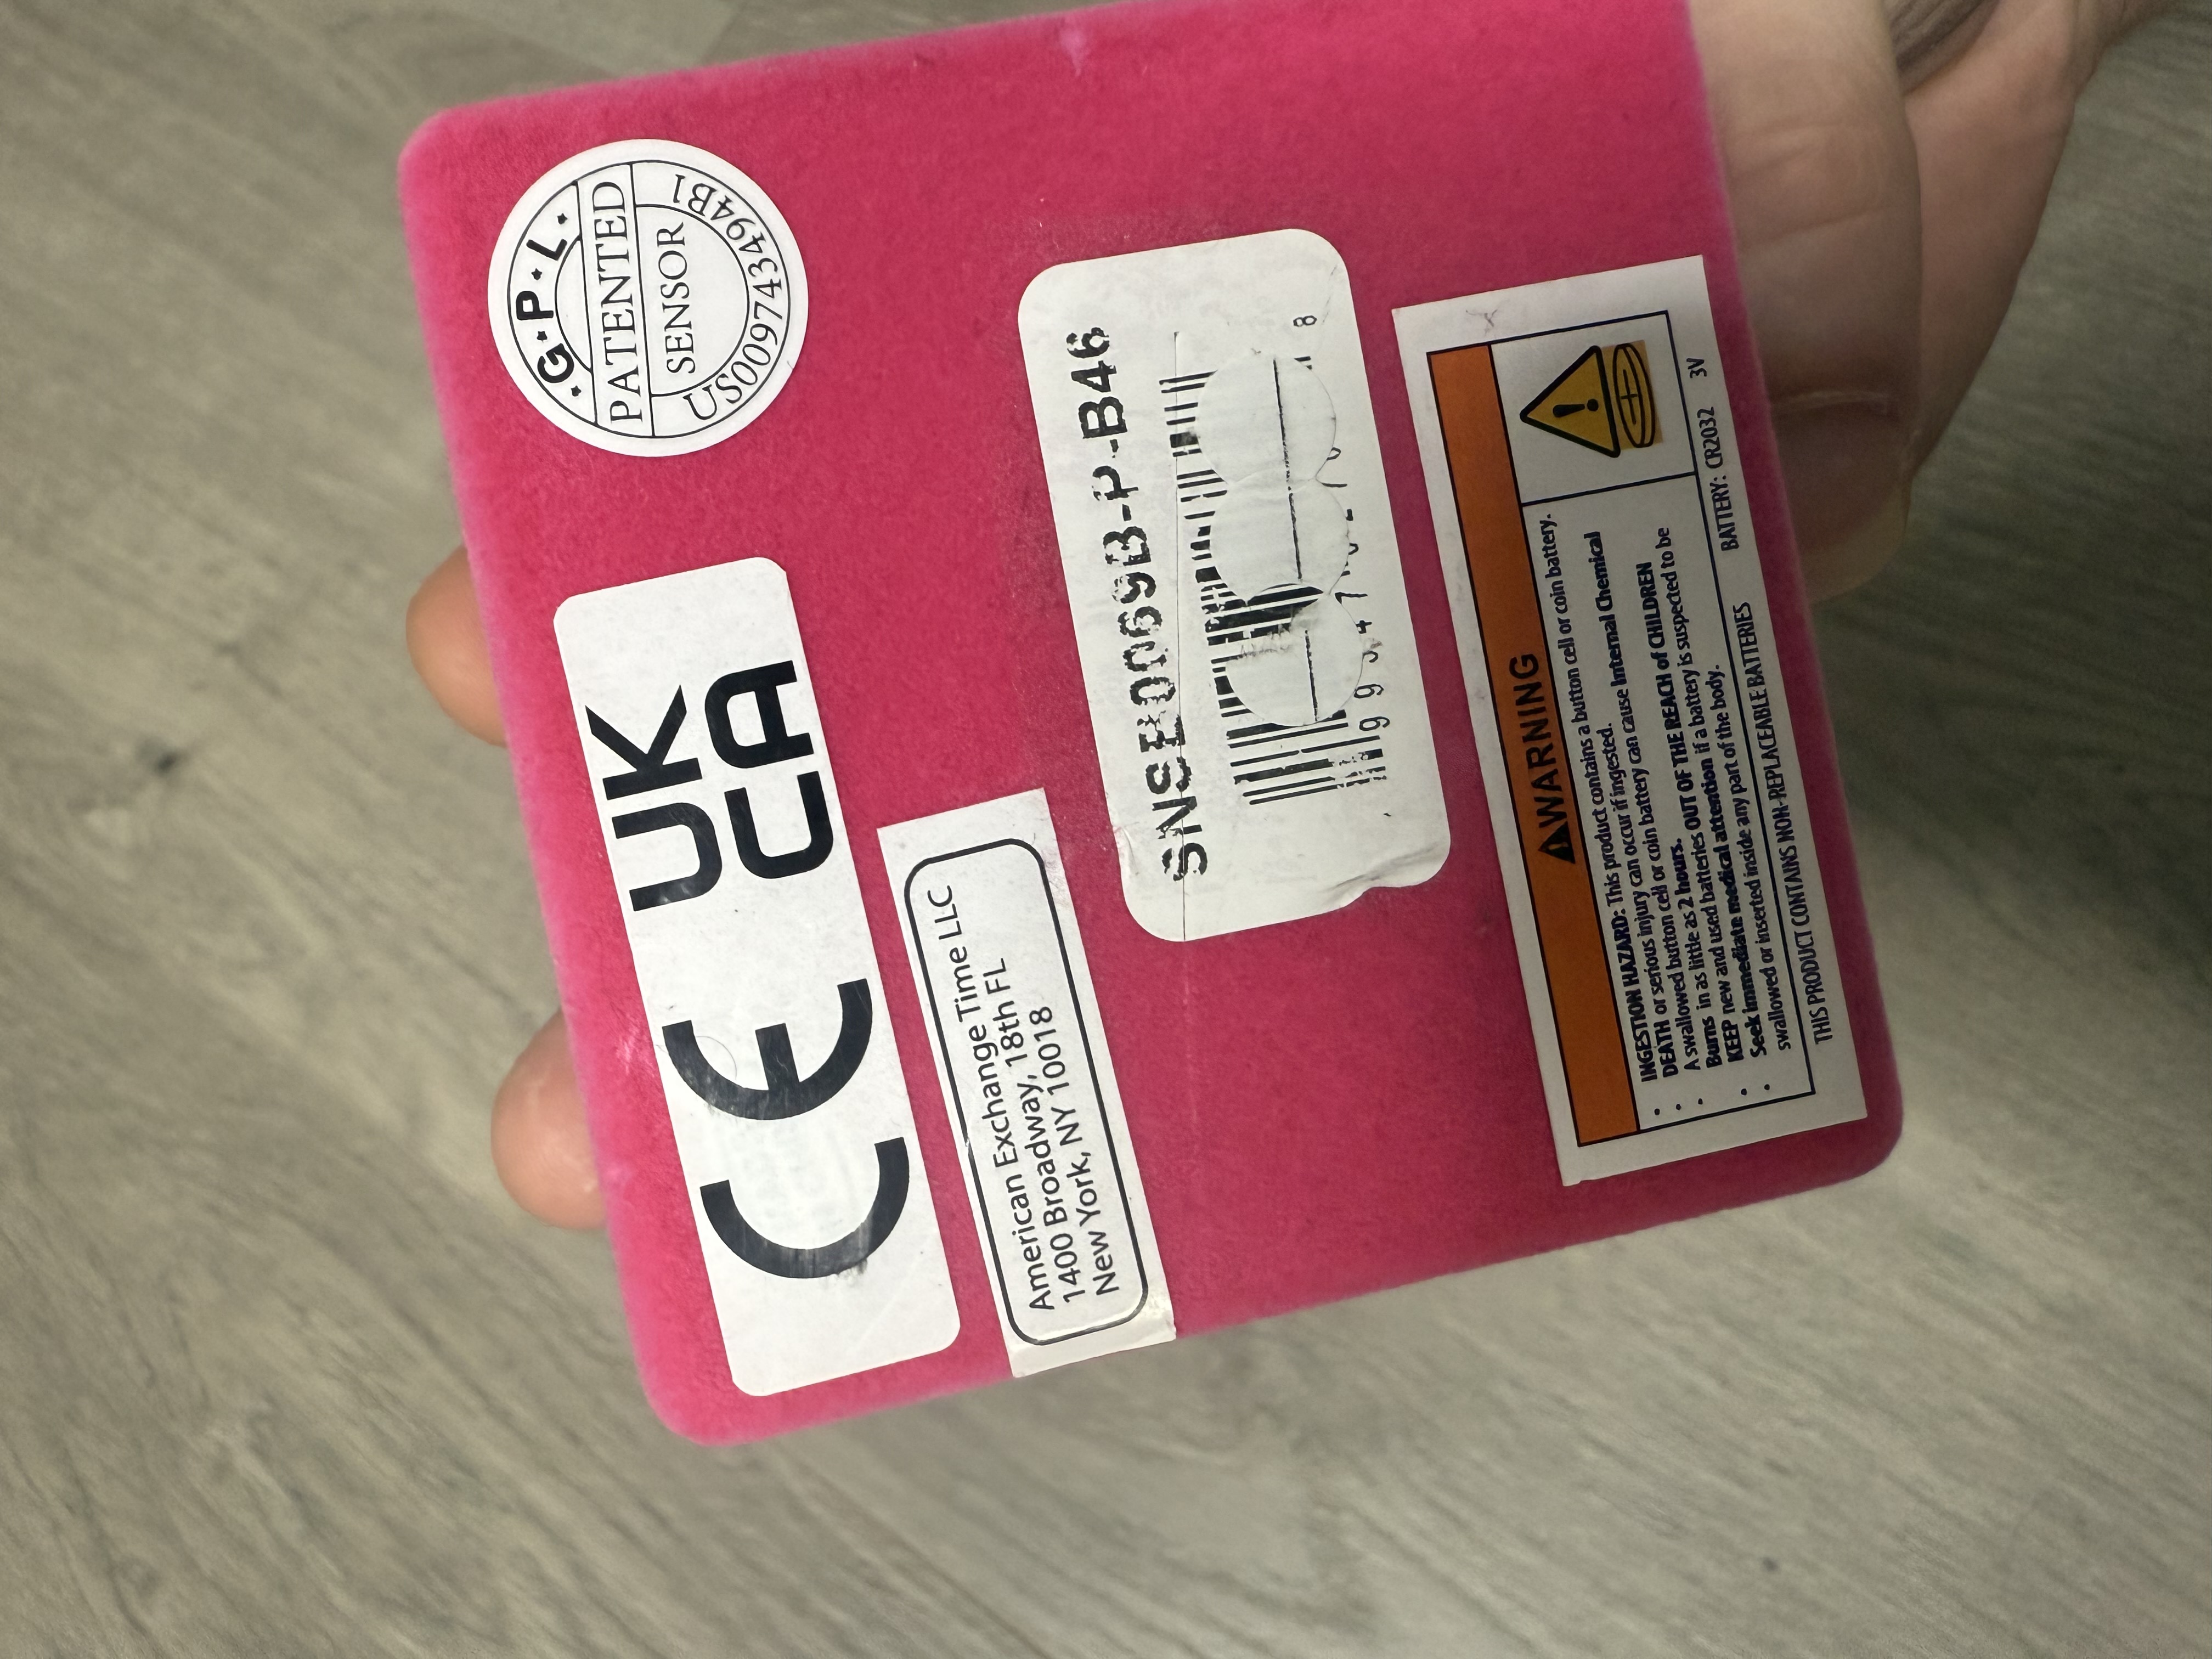 ·G·P·L·
PATENTED
SENSOR
US009743494B1
CE
UK
CA
American Exchange Time LLC
1400 Broadway, 18th FL
New York, NY 10018
SNSE0069B-P-B46
8
⚠WARNING
INGESTION HAZARD: This product contains a button cell or coin battery.
DEATH or serious injury can occur if ingested.
A swallowed button cell or coin battery can cause Internal Chemical
Burns in as little as 2 hours.
KEEP new and used batteries OUT OF THE REACH of CHILDREN
Seek immediate medical attention if a battery is suspected to be
swallowed or inserted inside any part of the body.
THIS PRODUCT CONTAINS NON-REPLACEABLE BATTERIES BATTERY: CR2032 3V